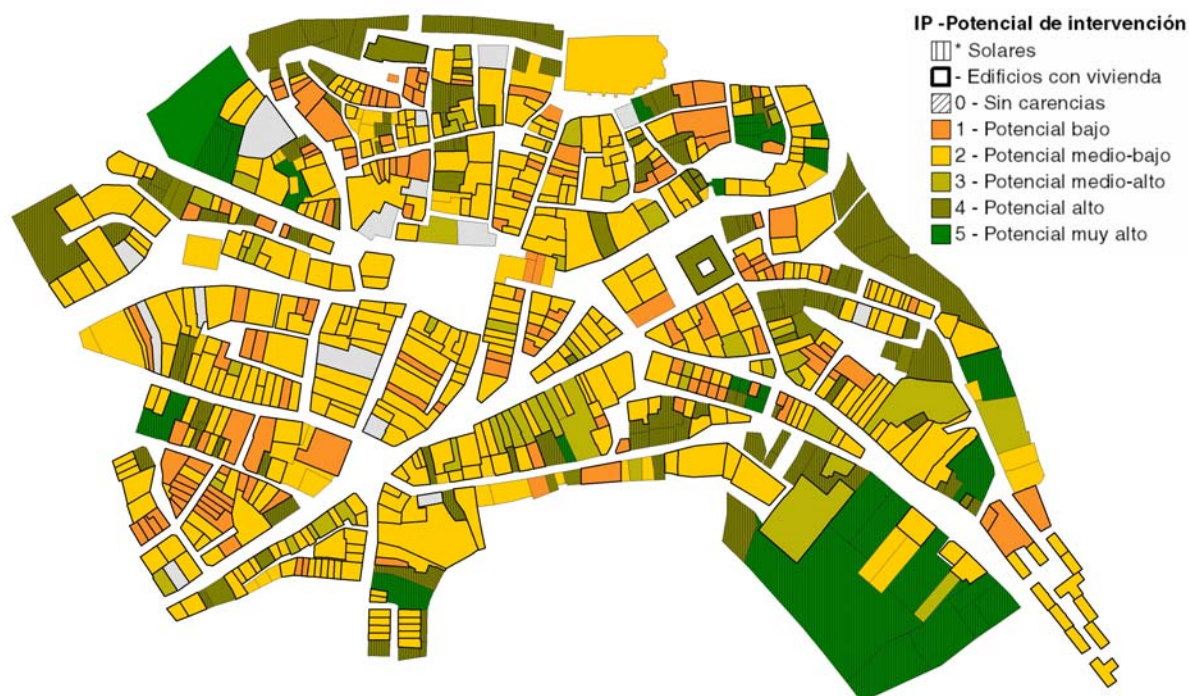 IP -Potencial de intervención
* Solares
- Edificios con vivienda
0 - Sin carencias
1 - Potencial bajo
2 - Potencial medio-bajo
3 - Potencial medio-alto
4 - Potencial alto
5 - Potencial muy alto